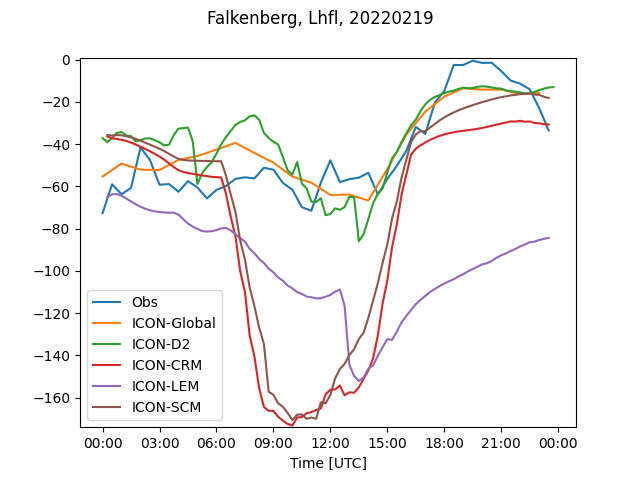 Falkenberg, Lhfl, 20220219
0
−20
−40
−60
−80
−100
−120
−140
−160
Obs
ICON-Global
ICON-D2
ICON-CRM
ICON-LEM
ICON-SCM
00:00 03:00 06:00 09:00 12:00 15:00 18:00 21:00 00:00
Time [UTC]